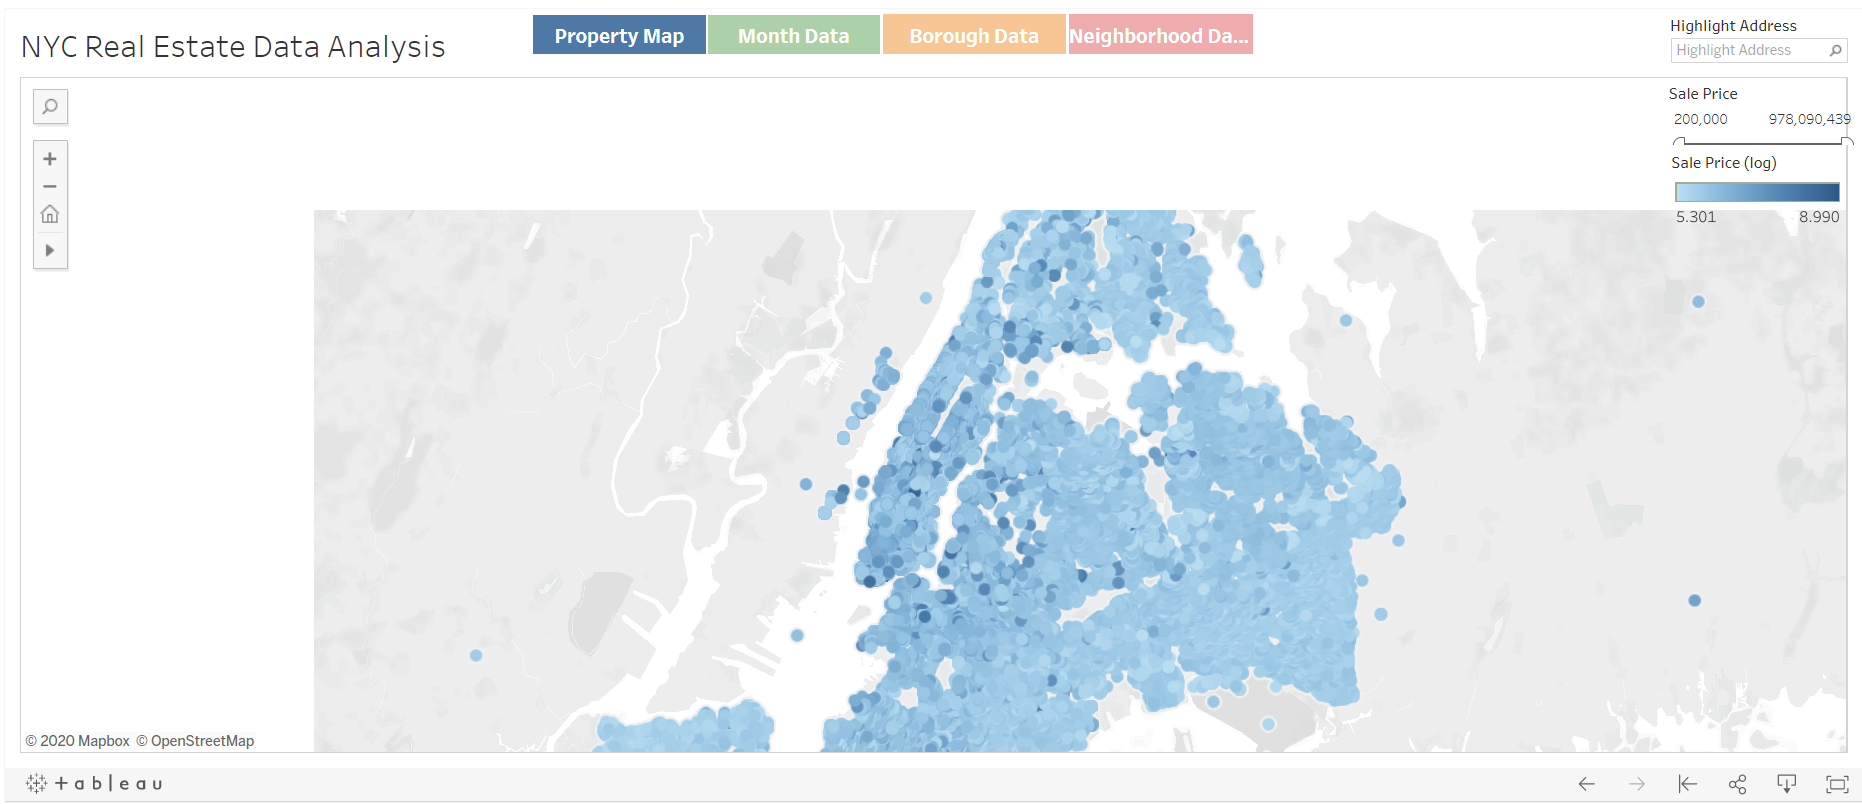 NYC Real Estate Data Analysis
Property Map
Month Data
Borough Data
Neighborhood Da...
Highlight Address
Highlight Address
Sale Price
200,000 978,090,439
Sale Price (log)
5.301 8.990
© 2020 Mapbox © OpenStreetMap
+ableau